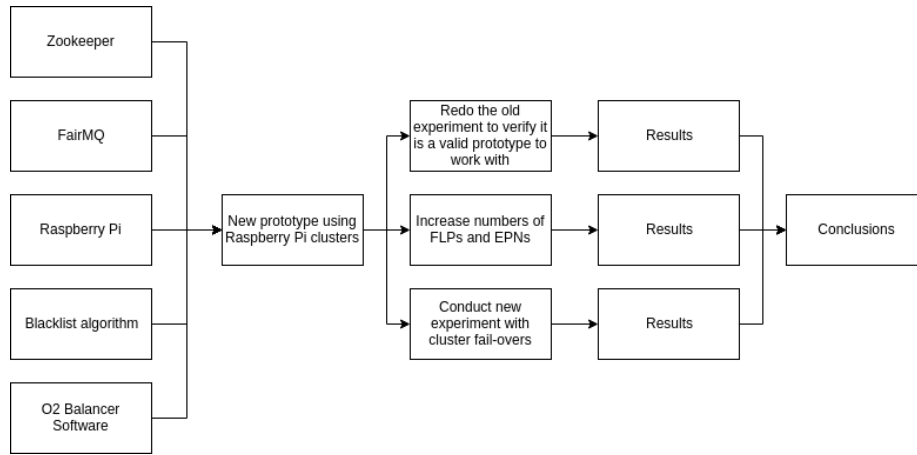 Zookeeper
FairMQ
Raspberry Pi
Blacklist algorithm
O2 Balancer
Software
New prototype using
Raspberry Pi clusters
Redo the old
experiment to verify it
is a valid prototype to
work with
Increase numbers of
FLPs and EPNs
Conduct new
experiment with
cluster fail-overs
Results
Results
Results
Conclusions